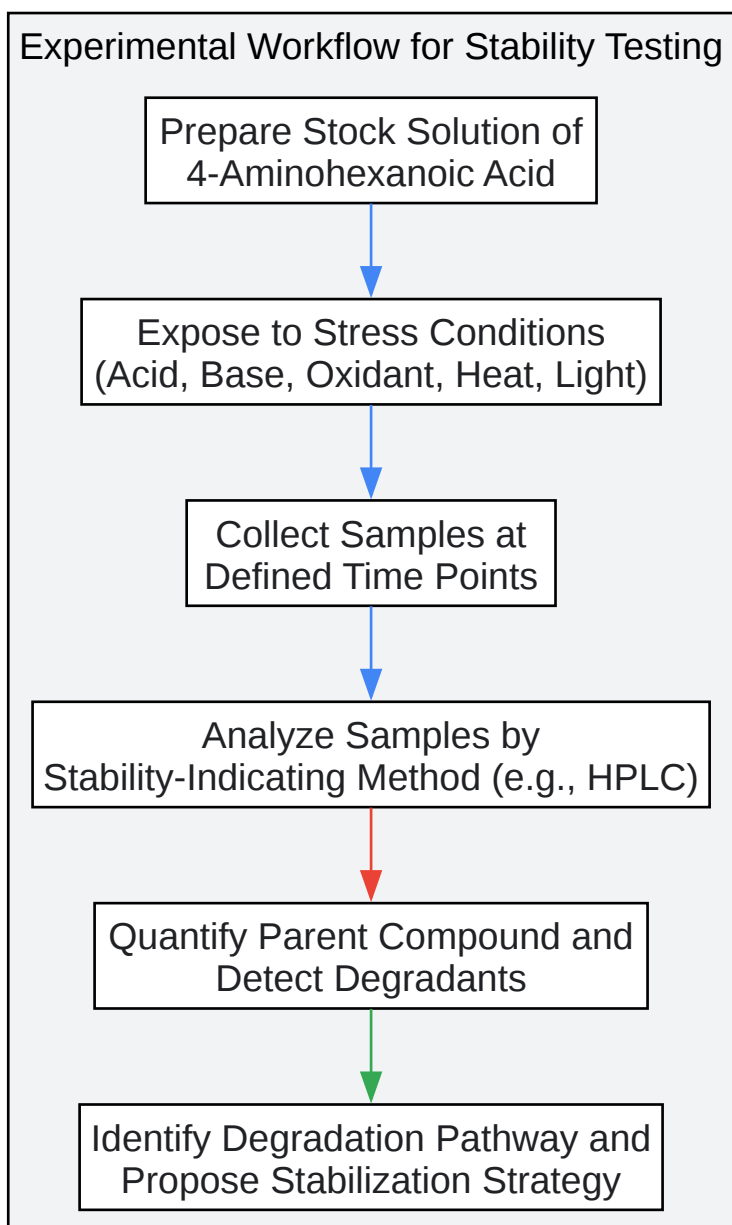 Experimental Workflow for Stability Testing
Prepare Stock Solution of
4-Aminohexanoic Acid
Expose to Stress Conditions
(Acid, Base, Oxidant, Heat, Light)
Collect Samples at
Defined Time Points
Analyze Samples by
Stability-Indicating Method (e.g., HPLC)
Quantify Parent Compound and
Detect Degradants
Identify Degradation Pathway and
Propose Stabilization Strategy